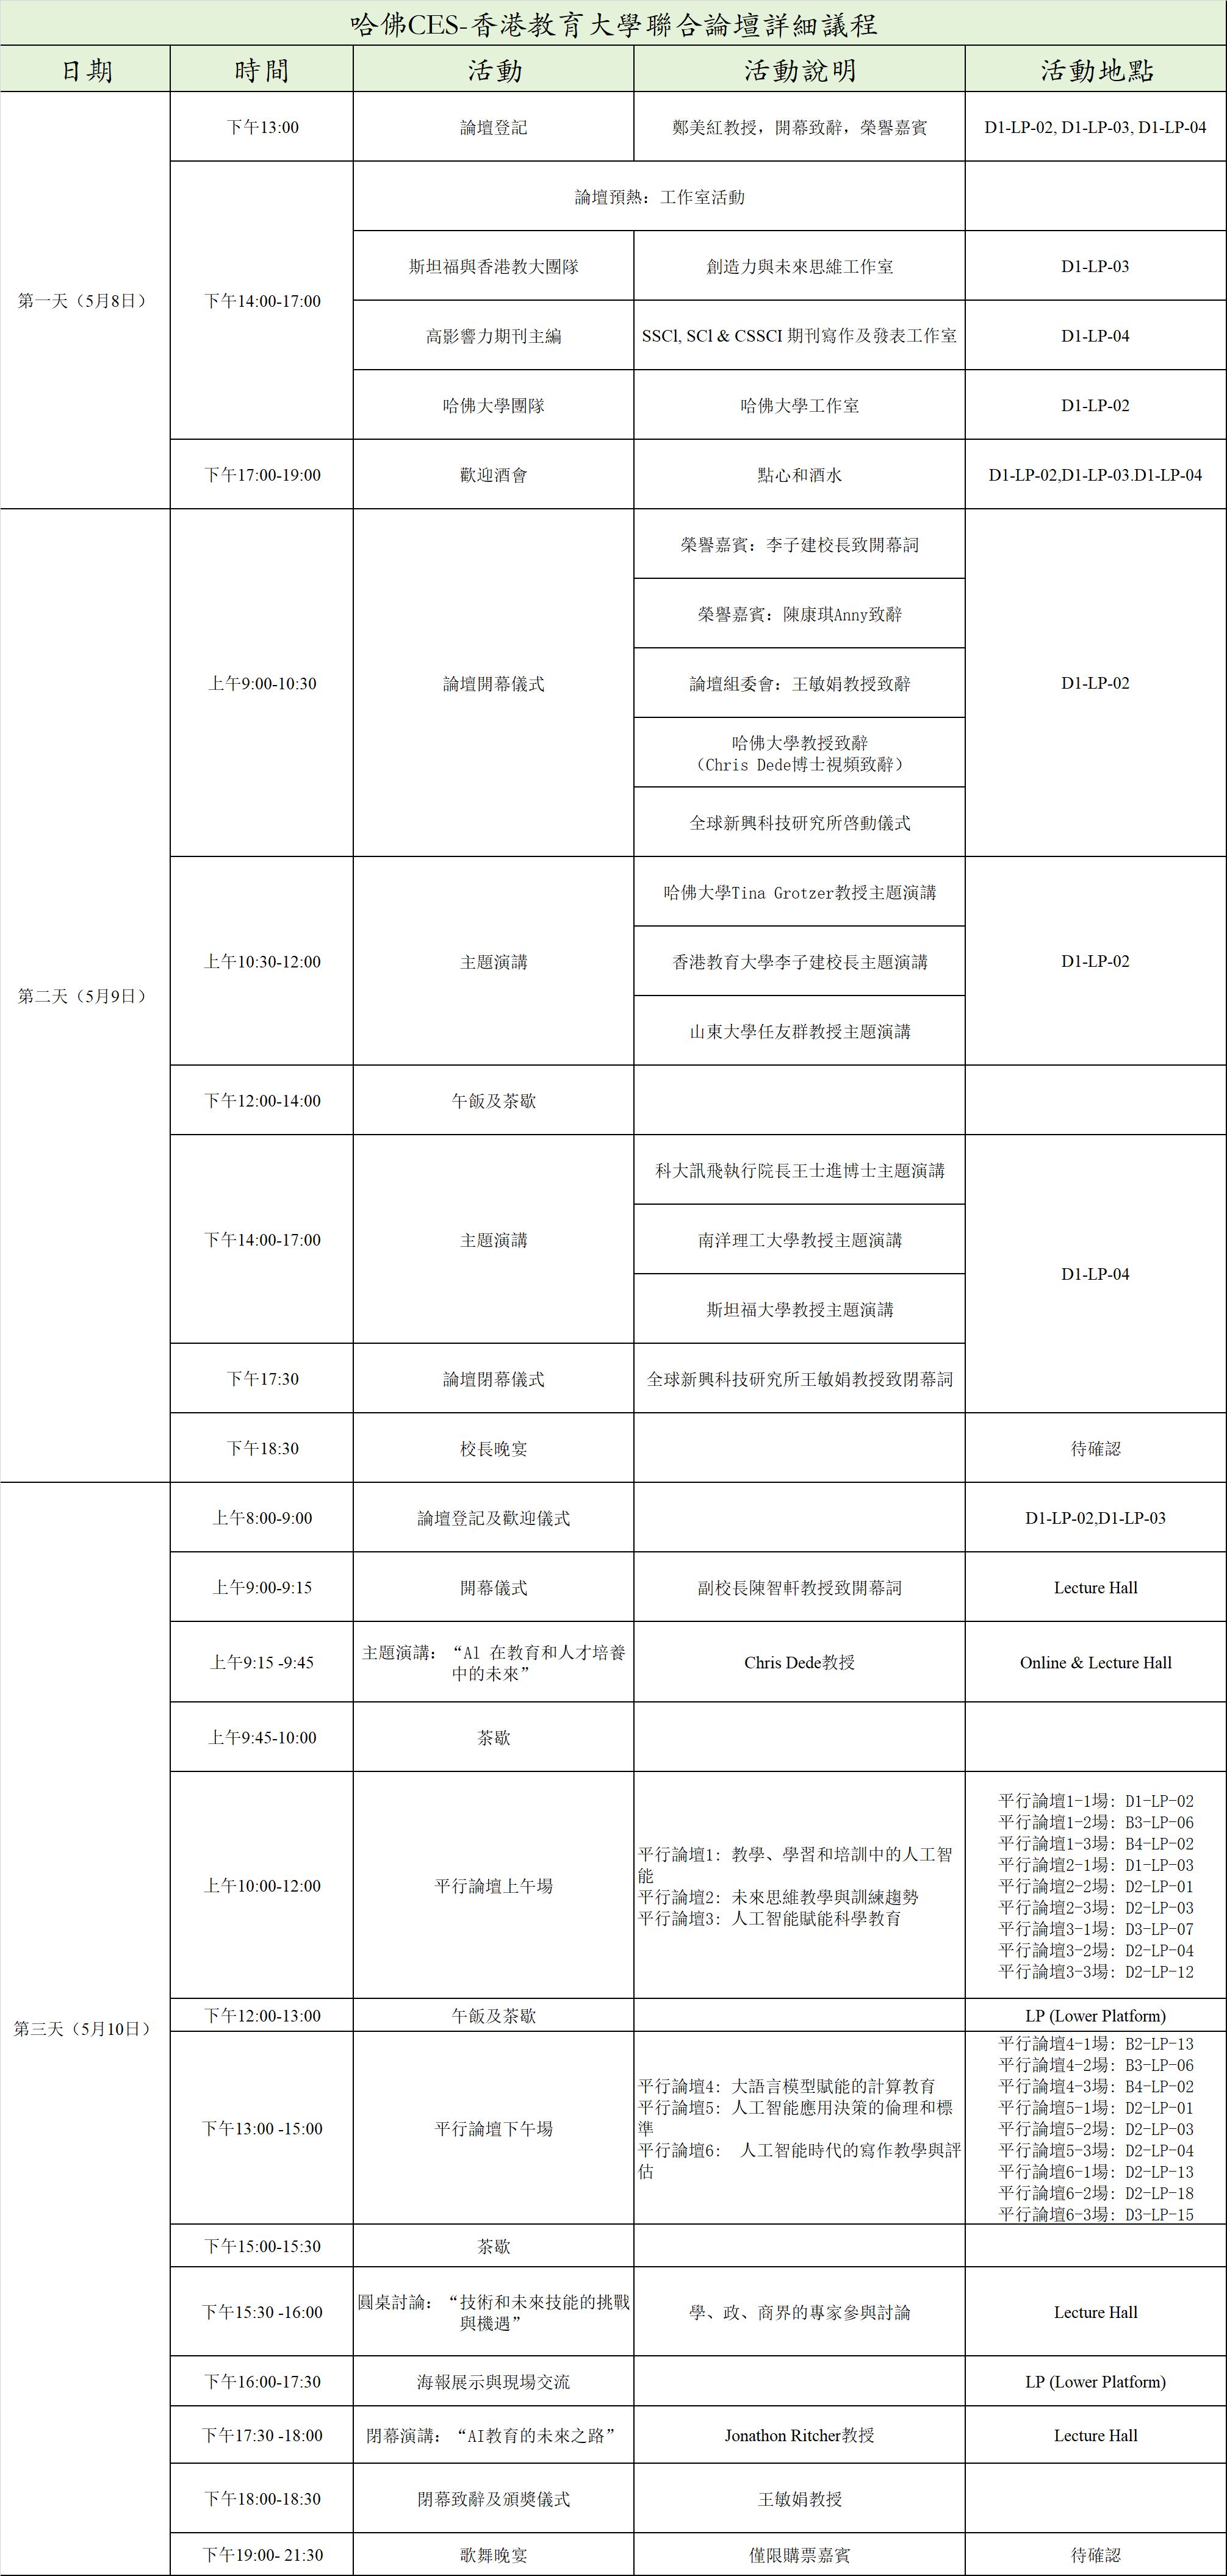 哈佛CES-香港教育大學聯合論壇詳細議程
日期 時間 活動 活動說明 活動地點
第一天（5月8日）
下午13:00 論壇登記 鄭美紅教授，開幕致辭，榮譽嘉賓 D1-LP-02, D1-LP-03, D1-LP-04
下午14:00-17:00
論壇預熱：工作室活動
斯坦福與香港教大團隊 創造力與未來思維工作室 D1-LP-03
高影響力期刊主編 SSCl, SCl & CSSCI 期刊寫作及發表工作室 D1-LP-04
哈佛大學團隊 哈佛大學工作室 D1-LP-02
下午17:00-19:00 歡迎酒會 點心和酒水 D1-LP-02,D1-LP-03.D1-LP-04
第二天（5月9日）
上午9:00-10:30 論壇開幕儀式
榮譽嘉賓：李子建校長致開幕詞
榮譽嘉賓：陳康琪Anny致辭
論壇組委會：王敏娟教授致辭
哈佛大學教授致辭
（Chris Dede博士視頻致辭）
全球新興科技研究所啓動儀式
D1-LP-02
上午10:30-12:00 主題演講
哈佛大學Tina Grotzer教授主題演講
香港教育大學李子建校長主題演講
山東大學任友群教授主題演講
D1-LP-02
下午12:00-14:00 午飯及茶歇
下午14:00-17:00 主題演講
科大訊飛執行院長王士進博士主題演講
南洋理工大學教授主題演講
斯坦福大學教授主題演講
D1-LP-04
下午17:30 論壇閉幕儀式 全球新興科技研究所王敏娟教授致閉幕詞
下午18:30 校長晚宴 待確認
第三天（5月10日）
上午8:00-9:00 論壇登記及歡迎儀式 D1-LP-02,D1-LP-03
上午9:00-9:15 開幕儀式 副校長陳智軒教授致開幕詞 Lecture Hall
上午9:15 -9:45
主題演講：“Al 在教育和人才培養
中的未來”
Chris Dede教授 Online & Lecture Hall
上午9:45-10:00 茶歇
上午10:00-12:00 平行論壇上午場
平行論壇1: 教學、學習和培訓中的人工智
能
平行論壇2: 未來思維教學與訓練趨勢
平行論壇3: 人工智能賦能科學教育
平行論壇1-1場: D1-LP-02
平行論壇1-2場: B3-LP-06
平行論壇1-3場: B4-LP-02
平行論壇2-1場: D1-LP-03
平行論壇2-2場: D2-LP-01
平行論壇2-3場: D2-LP-03
平行論壇3-1場: D3-LP-07
平行論壇3-2場: D2-LP-04
平行論壇3-3場: D2-LP-12
下午12:00-13:00 午飯及茶歇 LP (Lower Platform)
下午13:00 -15:00 平行論壇下午場
平行論壇4: 大語言模型賦能的計算教育
平行論壇5: 人工智能應用決策的倫理和標
準
平行論壇6: 人工智能時代的寫作教學與評
估
平行論壇4-1場: B2-LP-13
平行論壇4-2場: B3-LP-06
平行論壇4-3場: B4-LP-02
平行論壇5-1場: D2-LP-01
平行論壇5-2場: D2-LP-03
平行論壇5-3場: D2-LP-04
平行論壇6-1場: D2-LP-13
平行論壇6-2場: D2-LP-18
平行論壇6-3場: D3-LP-15
下午15:00-15:30 茶歇
下午15:30 -16:00
圓桌討論：“技術和未來技能的挑戰
與機遇”
學、政、商界的專家參與討論 Lecture Hall
下午16:00-17:30 海報展示與現場交流 LP (Lower Platform)
下午17:30 -18:00 閉幕演講：“AI教育的未來之路” Jonathon Ritcher教授 Lecture Hall
下午18:00-18:30 閉幕致辭及頒獎儀式 王敏娟教授
下午19:00- 21:30 歌舞晚宴 僅限購票嘉賓 待確認